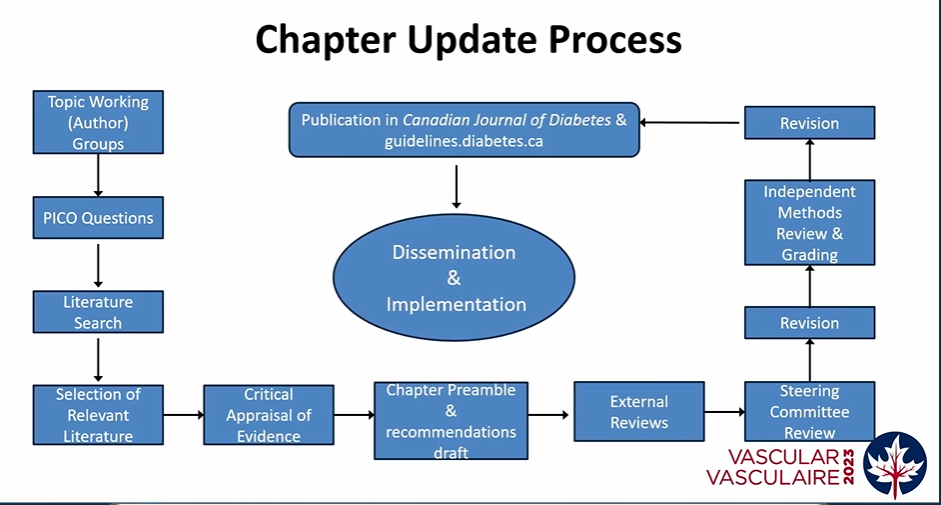 Chapter Update Process
Topic Working
(Author)
Groups
PICO Questions
Literature
Search
Selection of
Relevant
Literature
Critical
Appraisal of
Evidence
Chapter Preamble
&
recommendations
draft
External
Reviews
Steering
Committee
Review
Revision
Independent
Methods
Review &
Grading
Revision
Publication in Canadian Journal of Diabetes &
guidelines.diabetes.ca
Dissemination
&
Implementation
VASCULAR
VASCULAIRE
2023